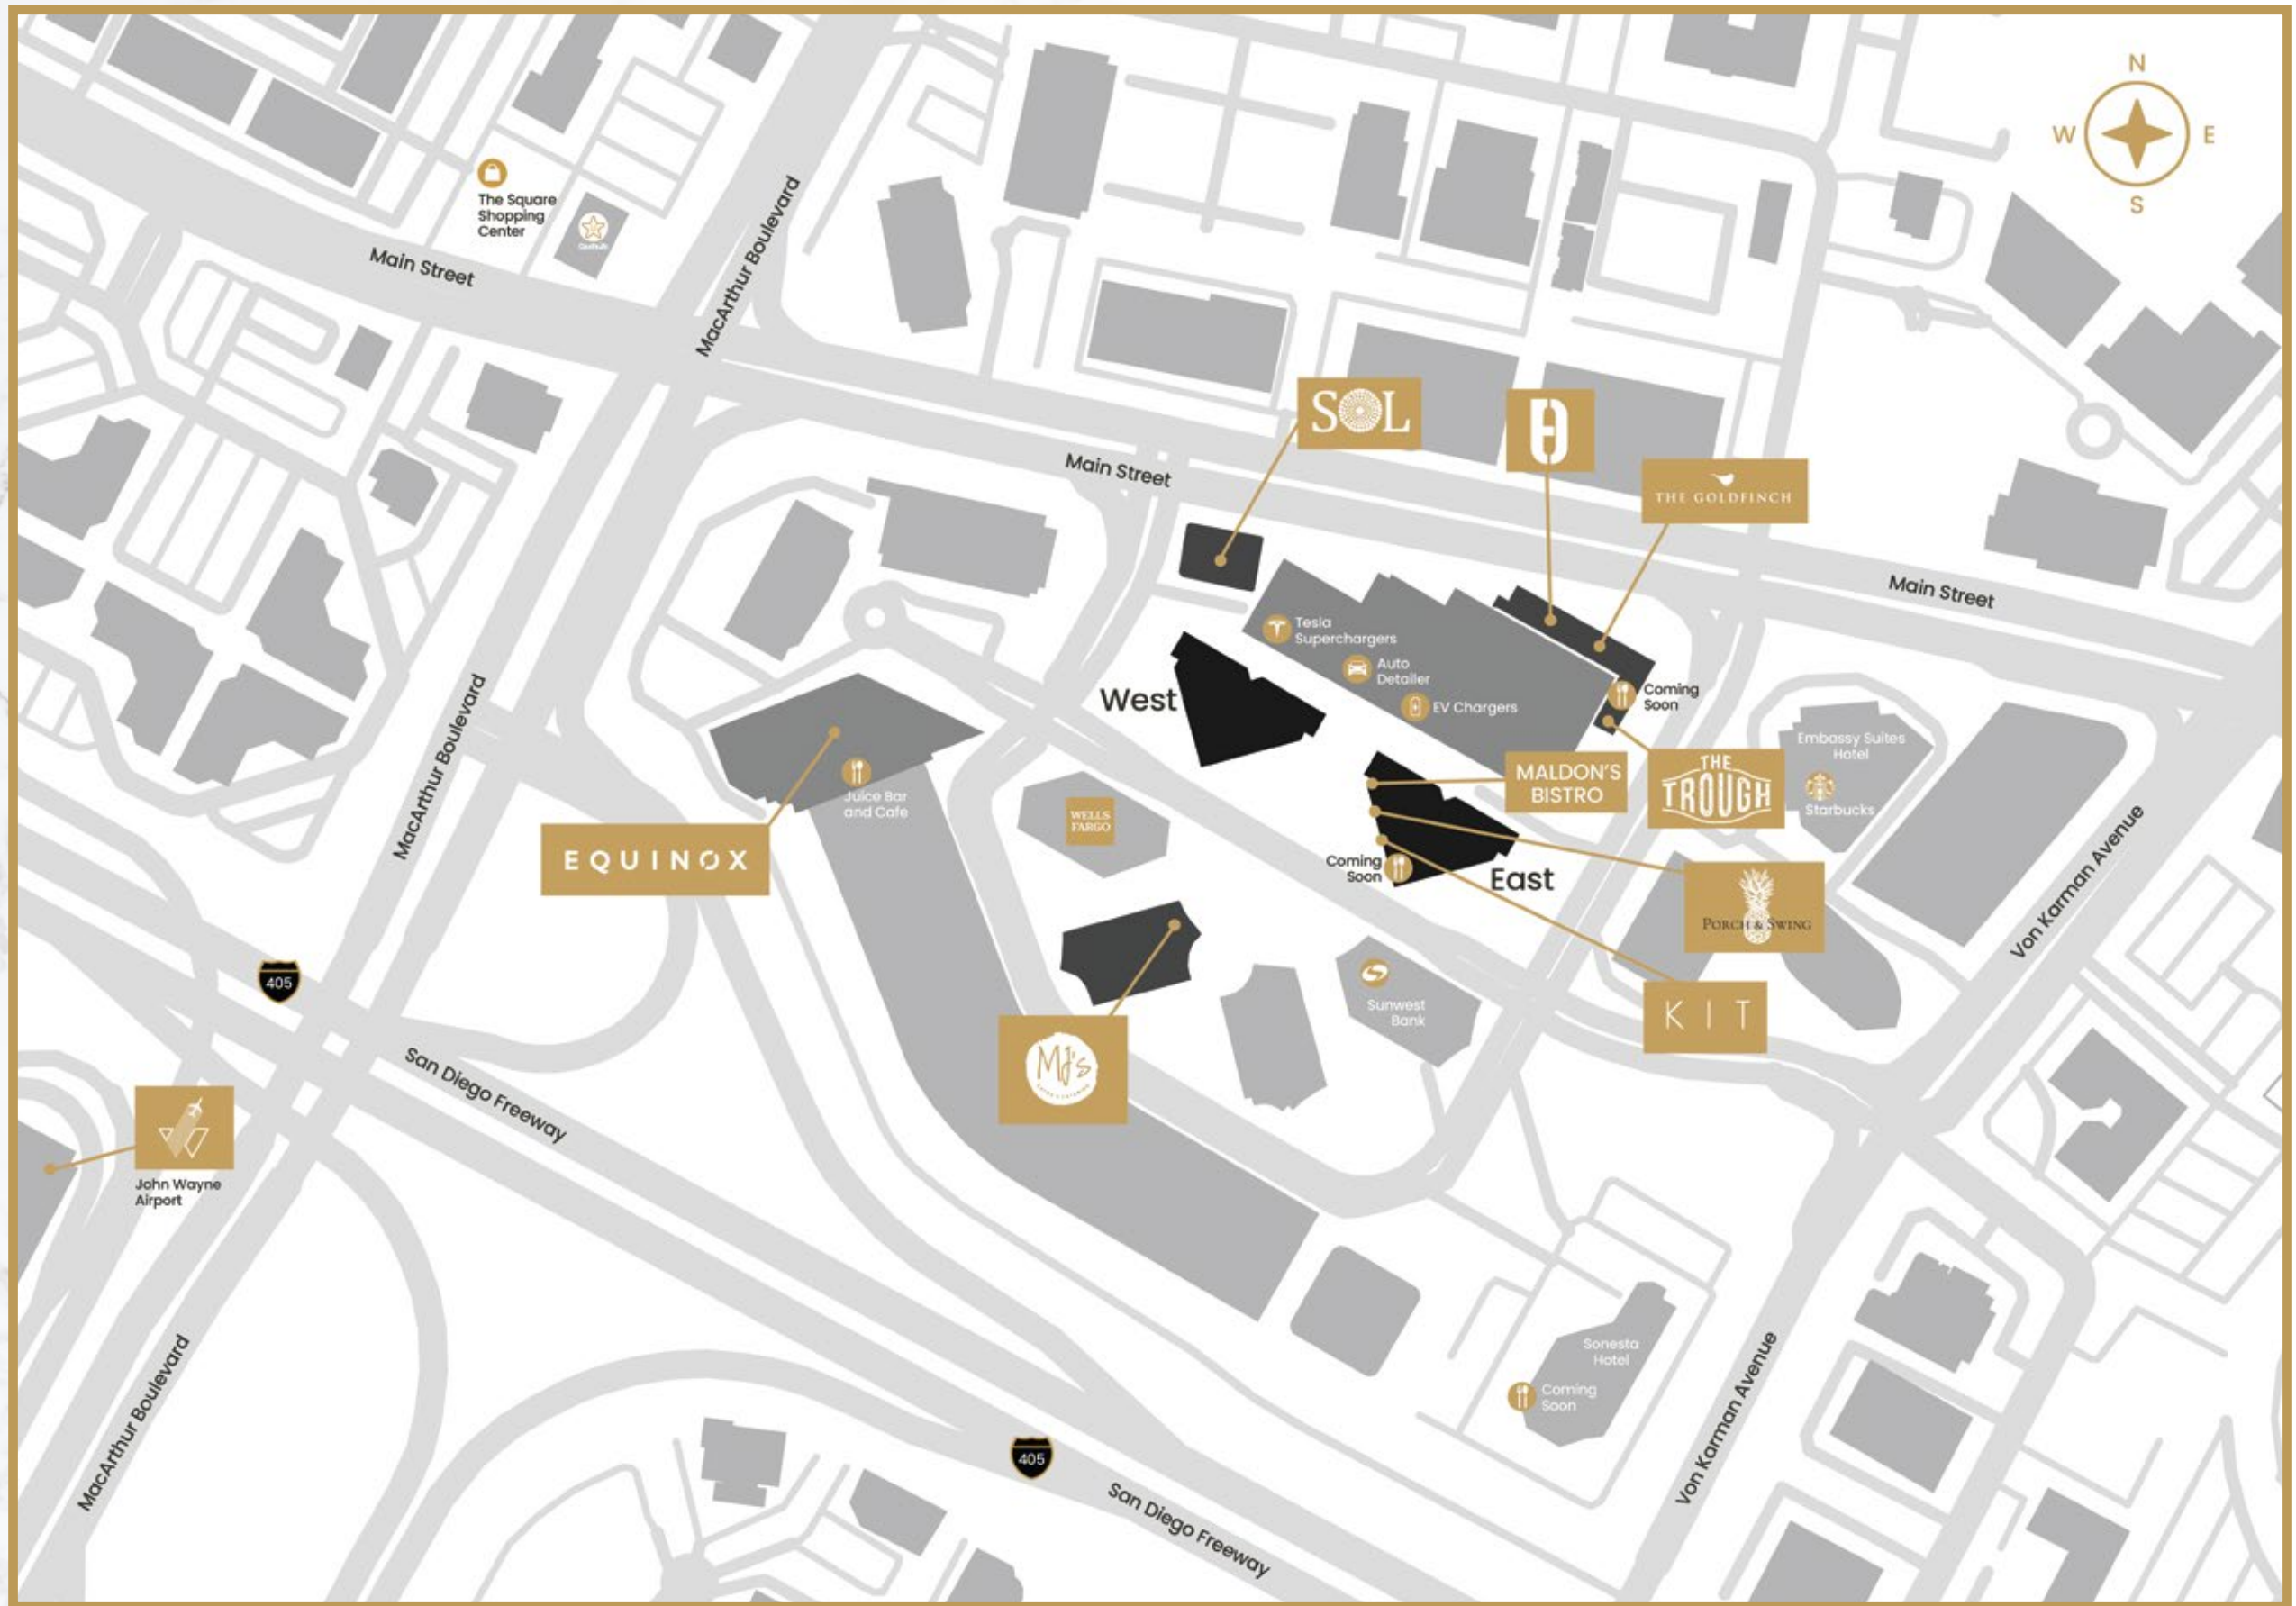 N
W
E
S
The Square
Shopping
Center
Main Street
MacArthur Boulevard
SOL
THE GOLDFINCH
Main Street
Main Street
Tesla
Superchargers
Auto
Detailer
EV Chargers
West
Coming
Soon
MALDON'S
BISTRO
THE
TROUGH
Embassy Suites
Hotel
Starbucks
MacArthur Boulevard
Juice Bar
and Cafe
WELLS
FARGO
EQUINOX
Coming
Soon
East
PORCH & SWING
Von Karman Avenue
405
Sunwest
Bank
KIT
San Diego Freeway
MJ's
John Wayne
Airport
Sonesta
Hotel
Coming
Soon
MacArthur Boulevard
Von Karman Avenue
405
San Diego Freeway